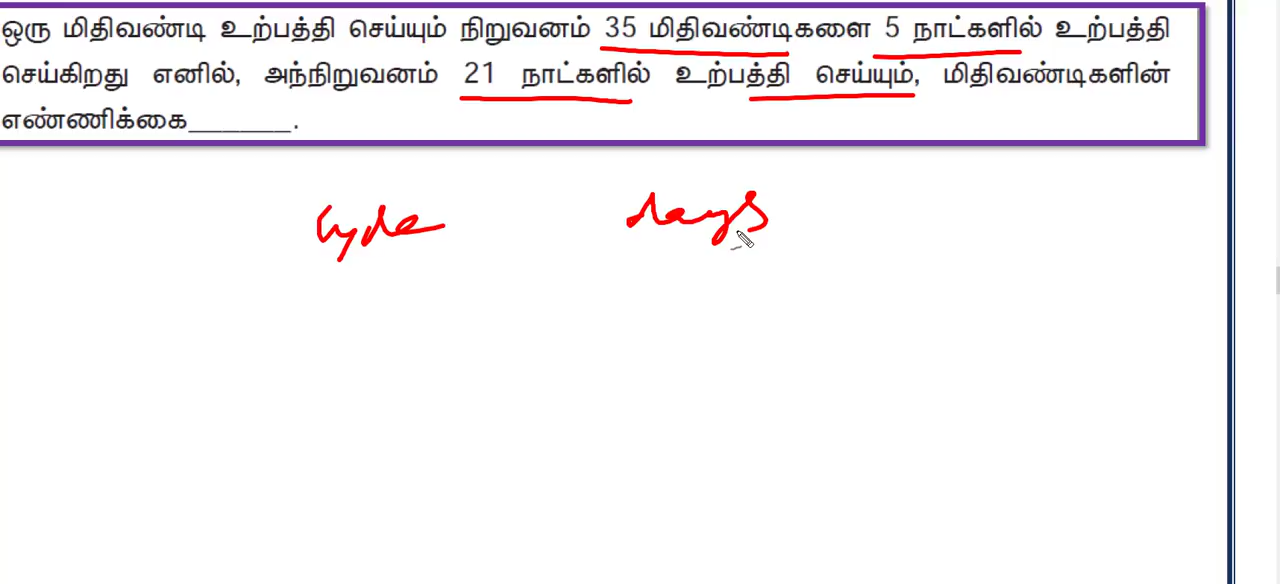 ஒரு மிதிவண்டி உற்பத்தி செய்யும் நிறுவனம் 35 மிதிவண்டிகளை 5 நாட்களில் உற்பத்தி
செய்கிறது எனில், அந்நிறுவனம் 21 நாட்களில் உற்பத்தி செய்யும், மிதிவண்டிகளின்
எண்ணிக்கை______.
Cycle days